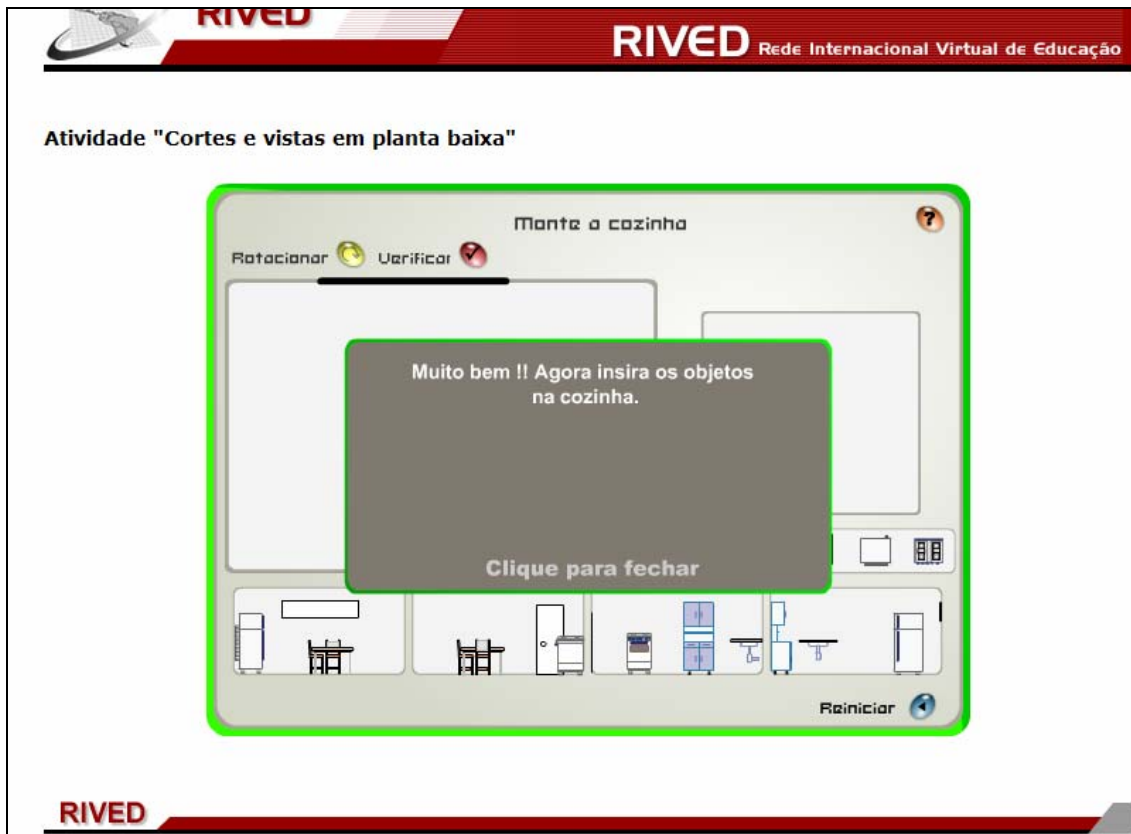 RIVED
RIVED Rede Internacional Virtual de Educação
Atividade "Cortes e vistas em planta baixa"
Monte a cozinha
?
Rotacionar Verificar
Muito bem !! Agora insira os objetos
na cozinha.
Clique para fechar
Reiniciar
RIVED